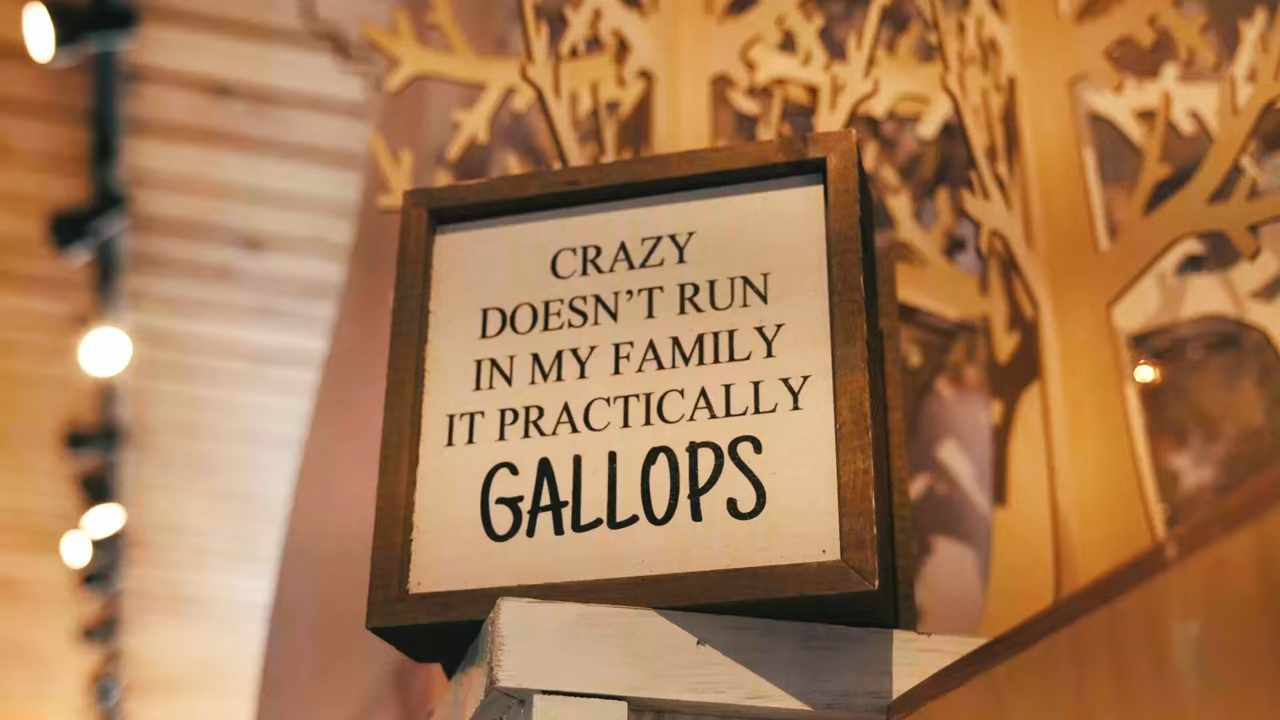 CRAZY
DOESN'T RUN
IN MY FAMILY
IT PRACTICALLY
GALLOPS